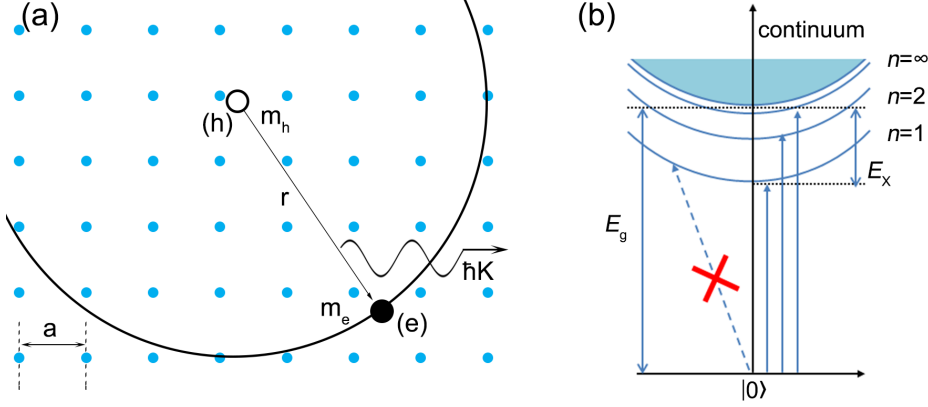 (a)
(h)
m_h
r
ħK
m_e
(e)
a
(b)
continuum
n=∞
n=2
n=1
E_X
E_g
|0⟩